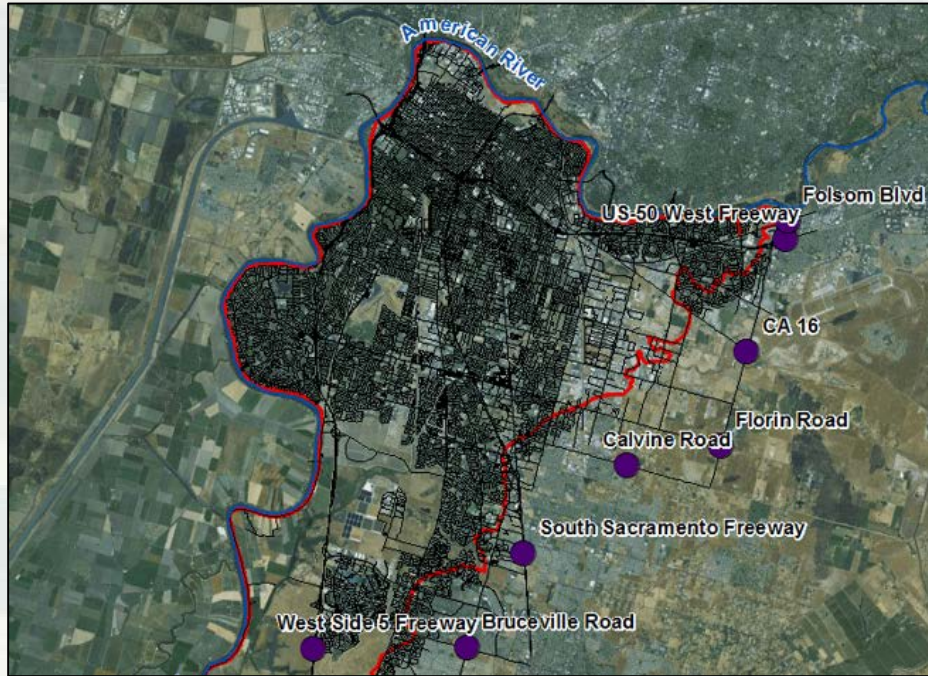 American River
Folsom Blvd
US-50 West Freeway
CA 16
Florin Road
Calvine Road
South Sacramento Freeway
West Side 5 Freeway
Bruceville Road